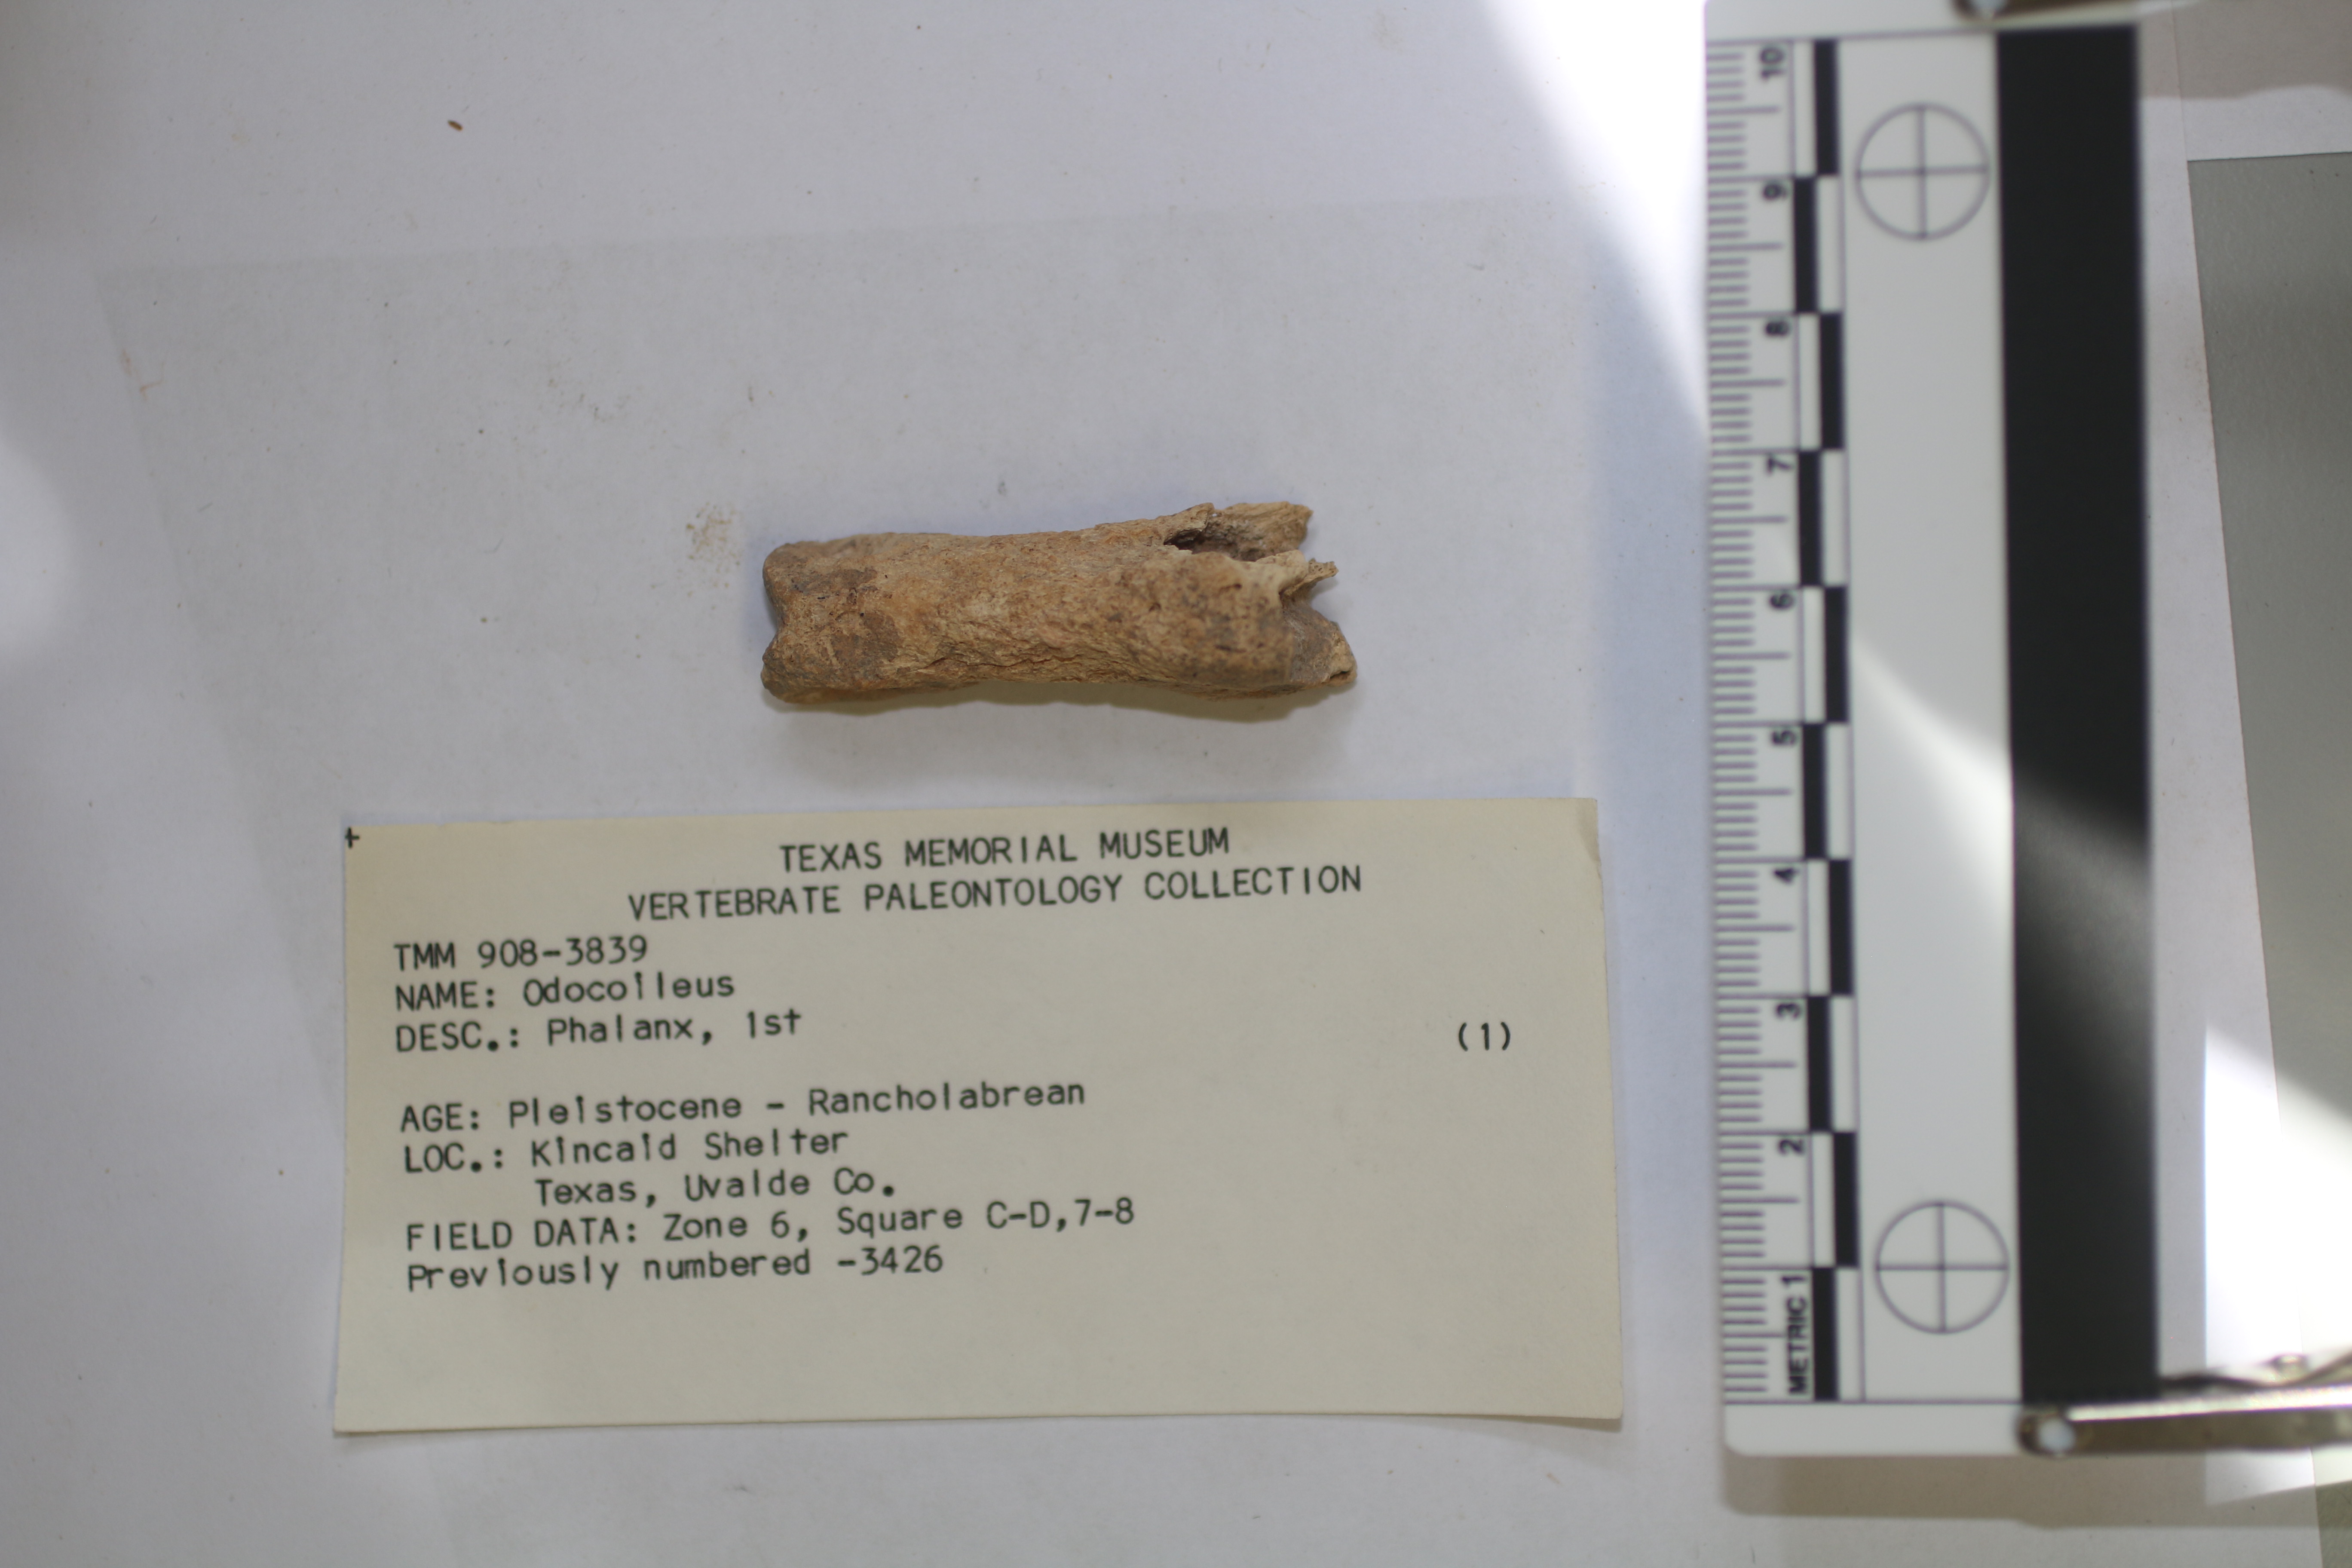 +
TEXAS MEMORIAL MUSEUM
VERTEBRATE PALEONTOLOGY COLLECTION
TMM 908-3839
NAME: Odocoileus
DESC.: Phalanx, 1st (1)
AGE: Pleistocene - Rancholabrean
LOC.: Kincaid Shelter
Texas, Uvalde Co.
FIELD DATA: Zone 6, Square C-D,7-8
Previously numbered -3426
METRIC 1 2 3 4 5 6 7 8 9 10